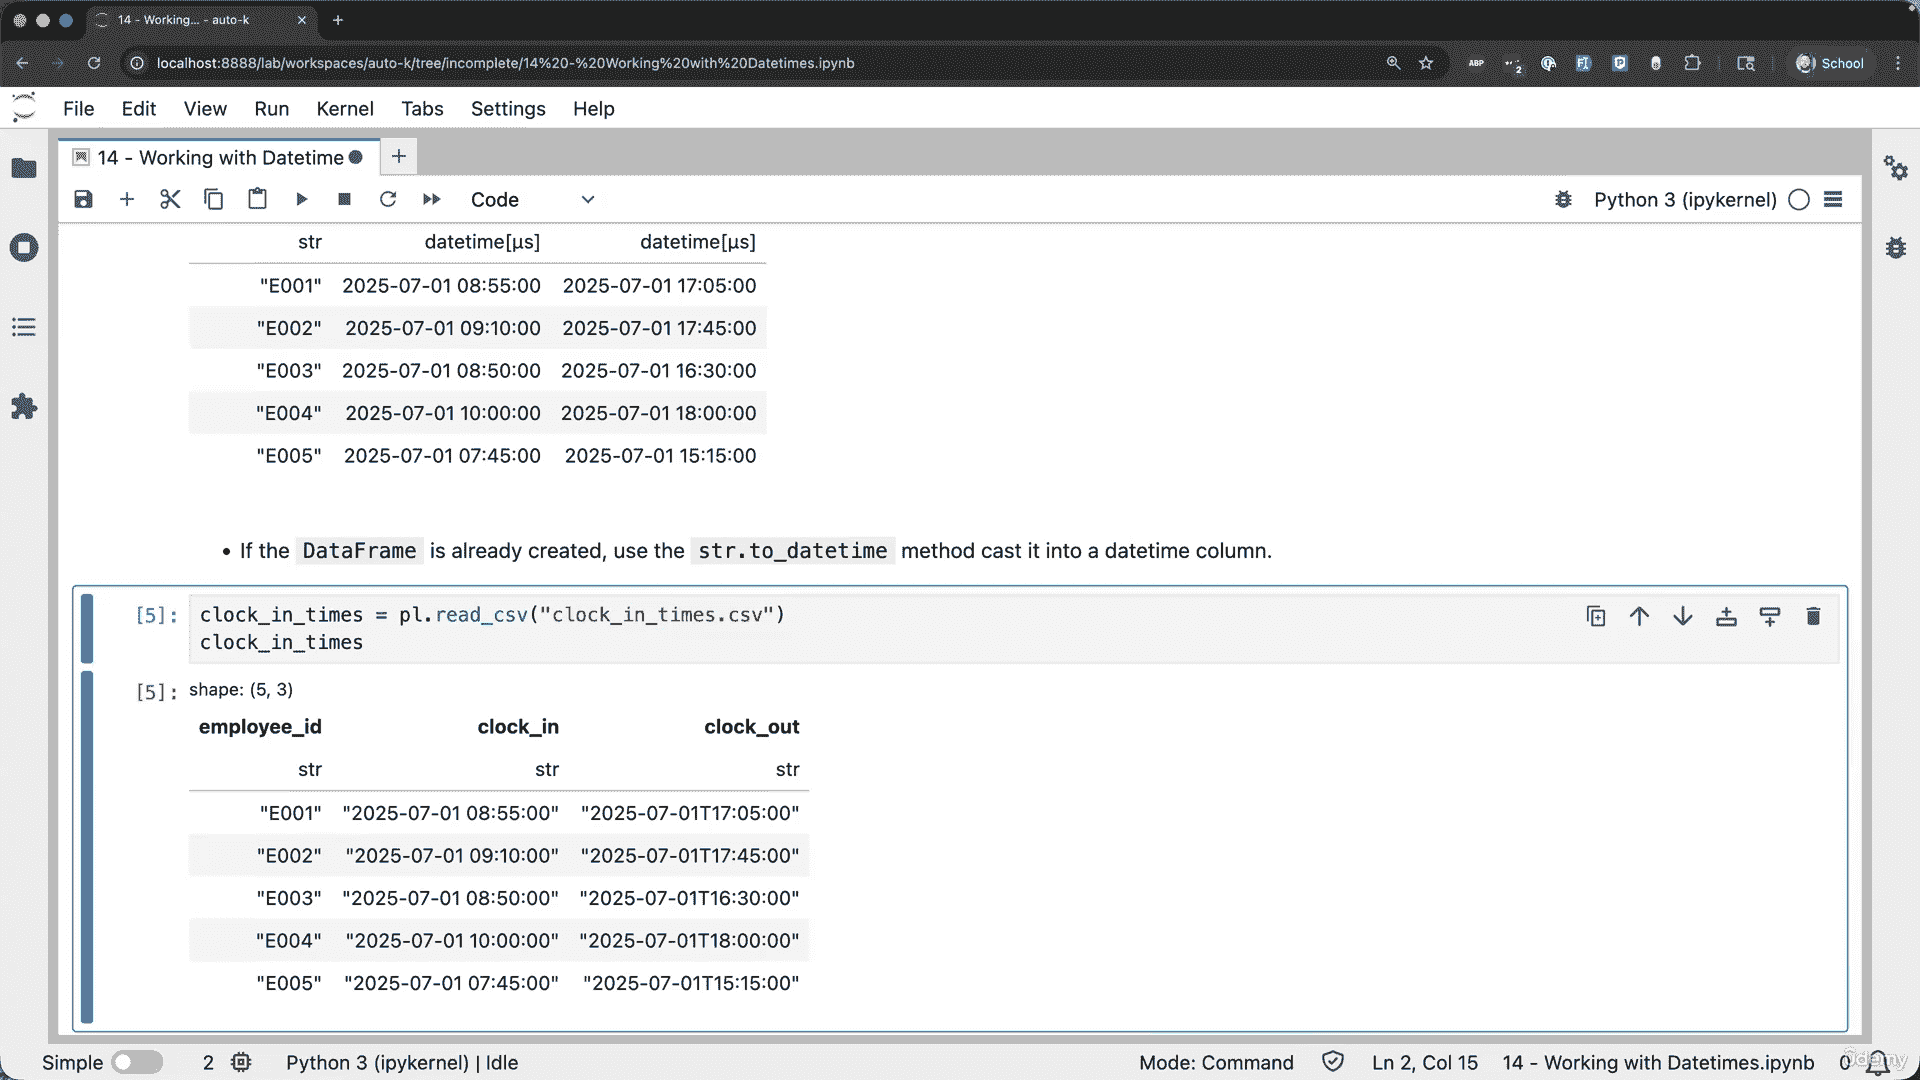 14 - Working... - auto-k
localhost:8888/lab/workspaces/auto-k/tree/incomplete/14%20-%20Working%20with%20Datetimes.ipynb
ABP
2
School
File Edit View Run Kernel Tabs Settings Help
14 - Working with Datetime
Code
Python 3 (ipykernel)
str datetime[μs] datetime[μs]
"E001" 2025-07-01 08:55:00 2025-07-01 17:05:00
"E002" 2025-07-01 09:10:00 2025-07-01 17:45:00
"E003" 2025-07-01 08:50:00 2025-07-01 16:30:00
"E004" 2025-07-01 10:00:00 2025-07-01 18:00:00
"E005" 2025-07-01 07:45:00 2025-07-01 15:15:00
• If the DataFrame is already created, use the str.to_datetime method cast it into a datetime column.
[5]: clock_in_times = pl.read_csv("clock_in_times.csv")
clock_in_times
[5]: shape: (5, 3)
employee_id clock_in clock_out
str str str
"E001" "2025-07-01 08:55:00" "2025-07-01T17:05:00"
"E002" "2025-07-01 09:10:00" "2025-07-01T17:45:00"
"E003" "2025-07-01 08:50:00" "2025-07-01T16:30:00"
"E004" "2025-07-01 10:00:00" "2025-07-01T18:00:00"
"E005" "2025-07-01 07:45:00" "2025-07-01T15:15:00"
Simple 2 Python 3 (ipykernel) | Idle Mode: Command Ln 2, Col 15 14 - Working with Datetimes.ipynb 0
udemy